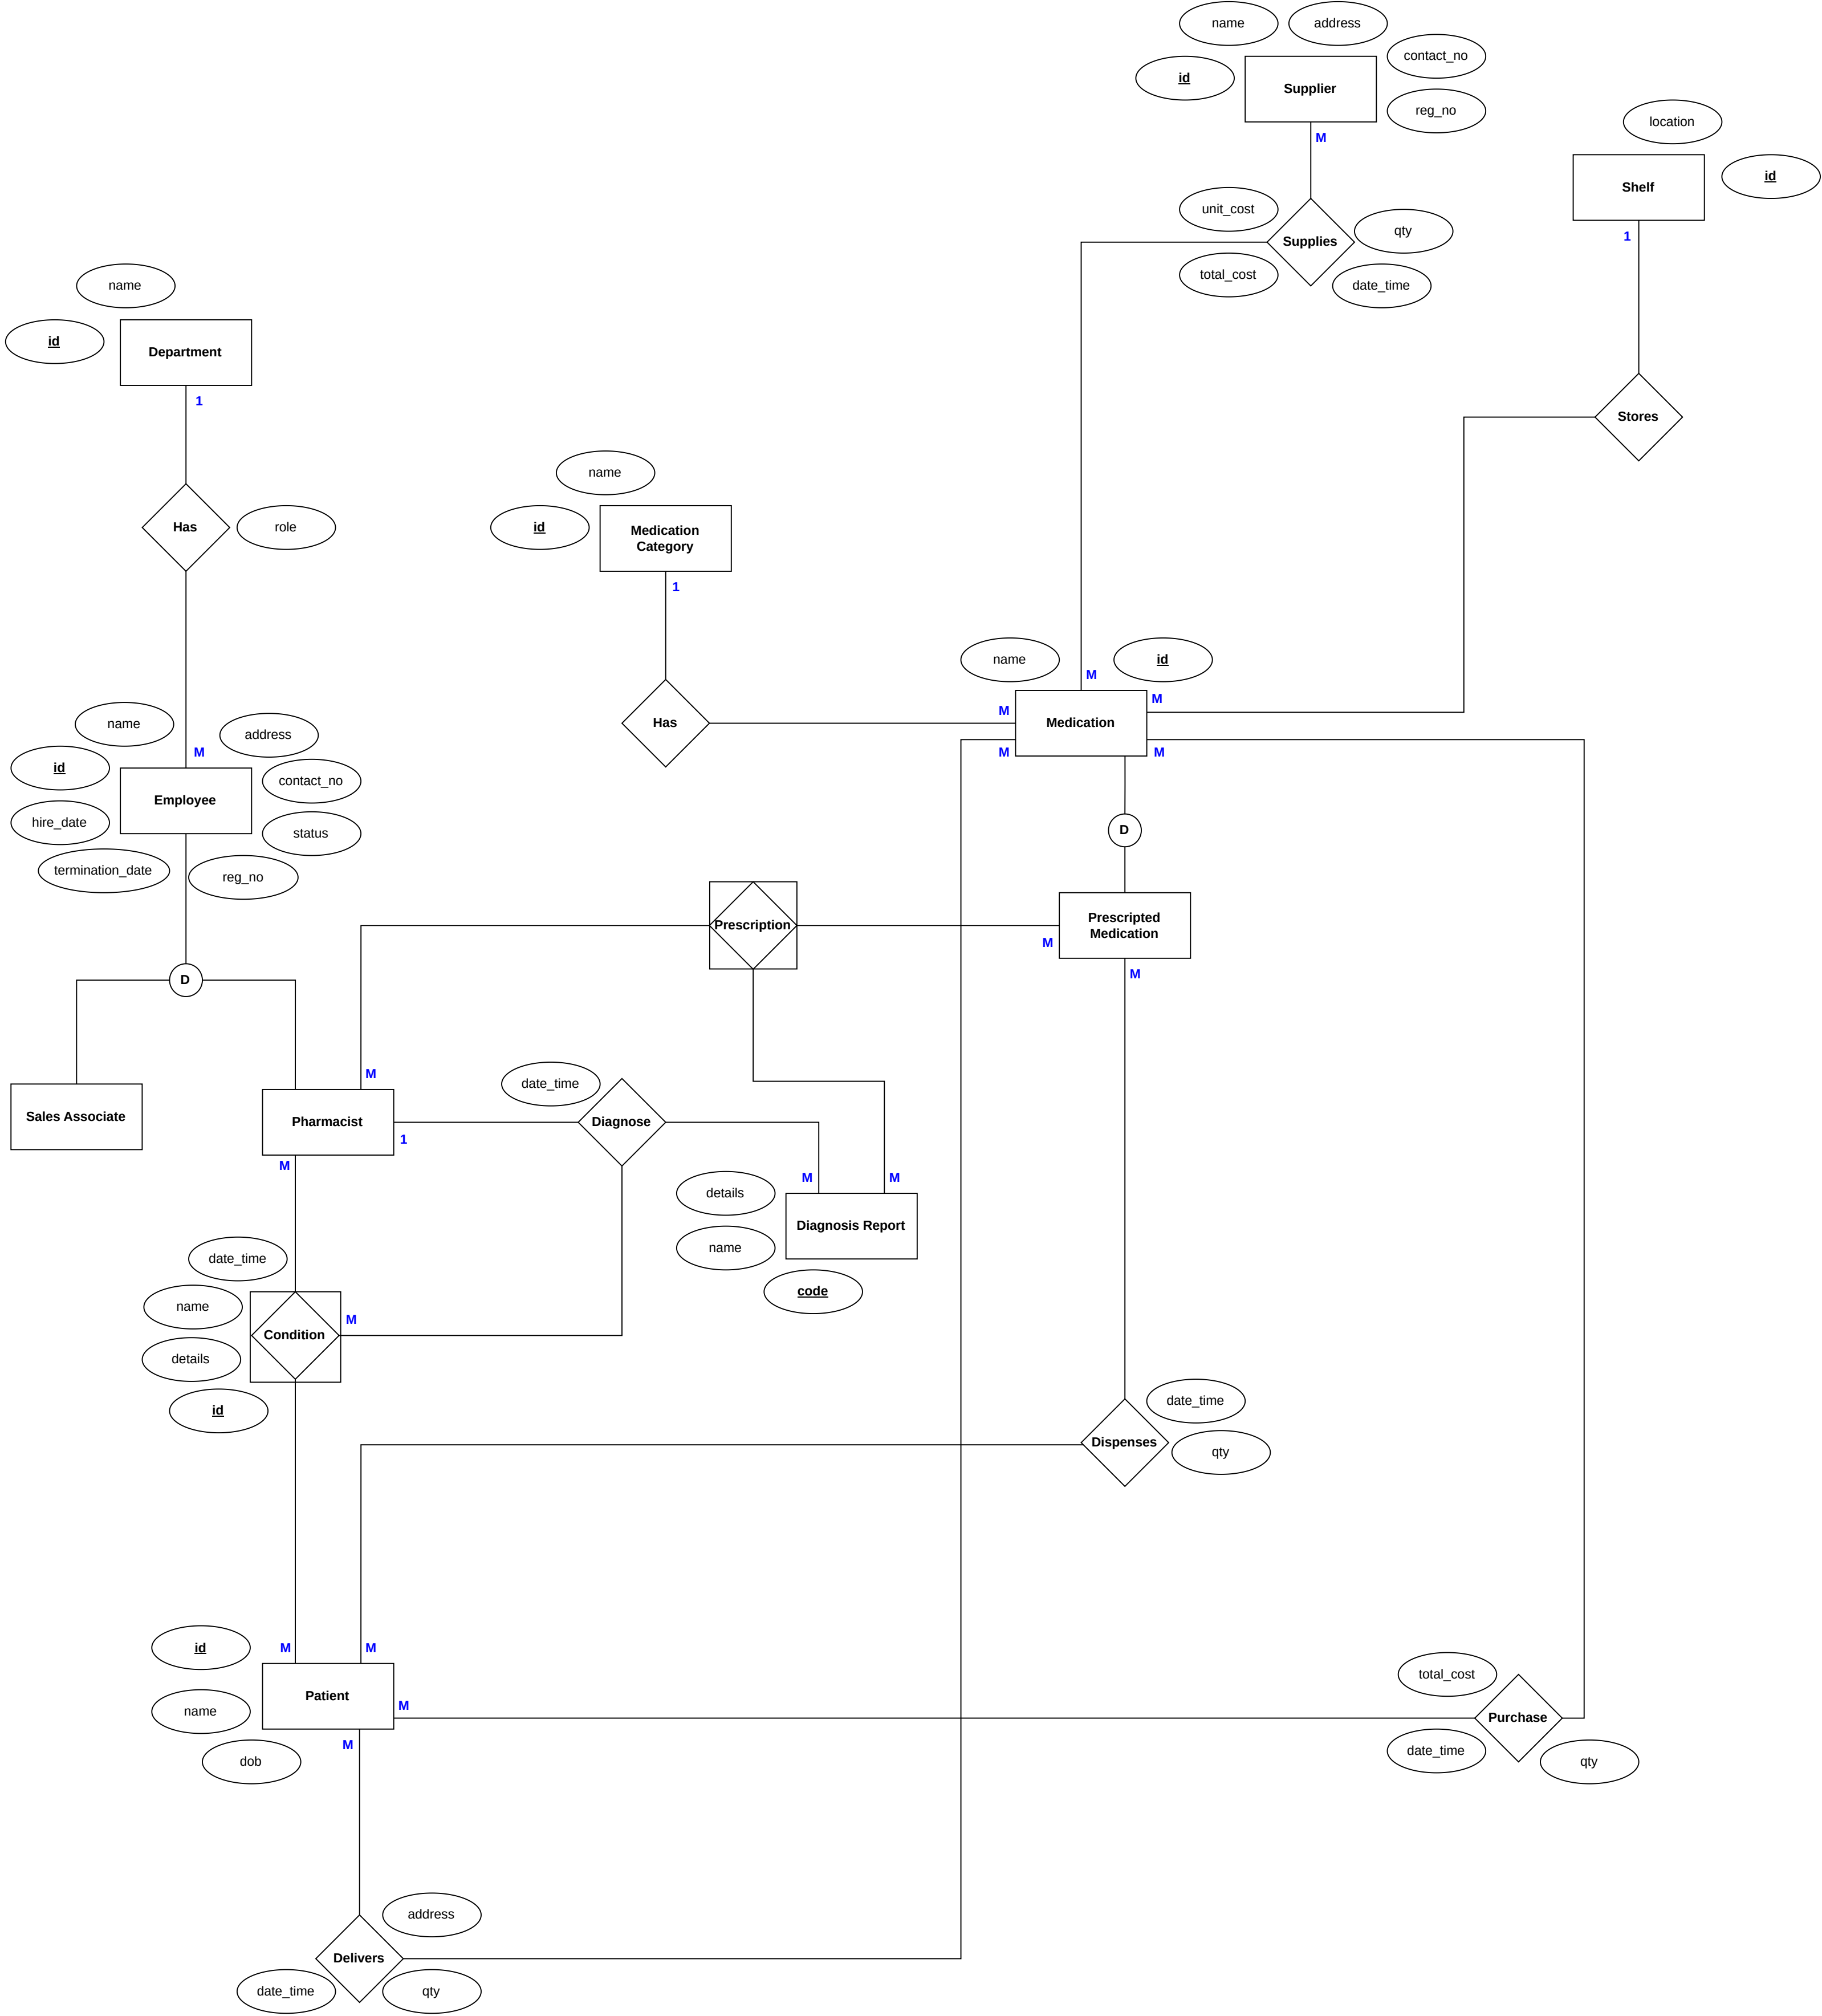 name
address
contact_no
id
Supplier
reg_no
M
location
id
Shelf
1
unit_cost
Supplies
qty
total_cost
date_time
name
id
Department
1
Stores
name
id
Medication
Category
1
Has
role
name
id
M
M
Has
M
Medication
M
M
name
address
M
id
contact_no
Employee
hire_date
status
termination_date
reg_no
D
Prescription
Prescripted
Medication
M
M
D
M
date_time
Sales Associate
Pharmacist
Diagnose
1
M
M
M
details
Diagnosis Report
name
code
date_time
name
M
Condition
details
id
date_time
Dispenses
qty
id
M
M
Patient
name
M
M
dob
total_cost
Purchase
date_time
qty
address
Delivers
date_time
qty